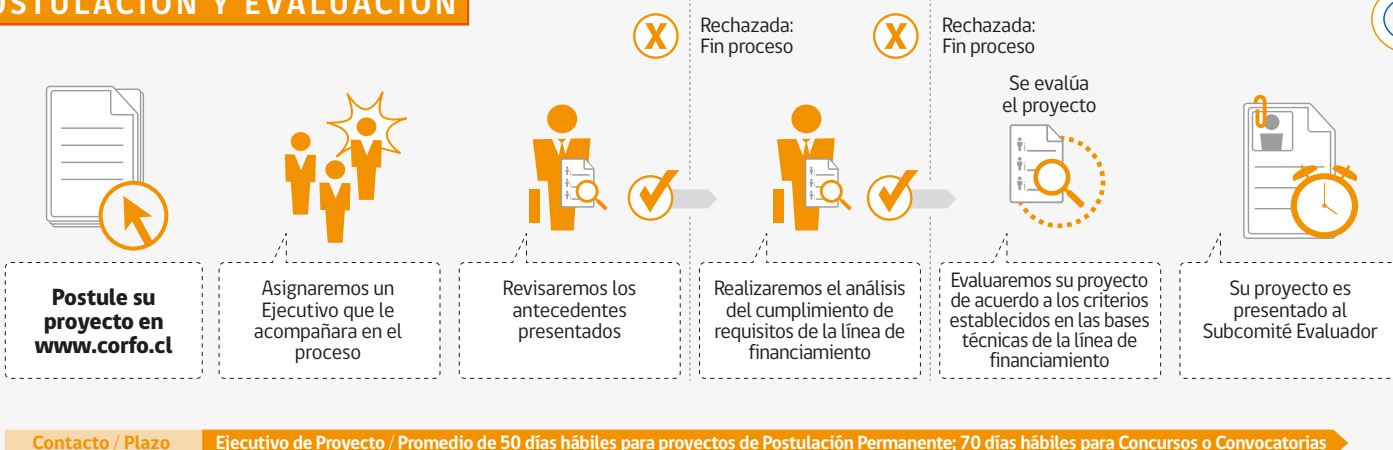 POSTULACIÓN Y EVALUACIÓN
X
Rechazada:
Fin proceso
X
Rechazada:
Fin proceso
Se evalúa
el proyecto
Postule su
proyecto en
www.corfo.cl
Asignaremos un
Ejecutivo que le
acompañara en el
proceso
Revisaremos los
antecedentes
presentados
Realizaremos el análisis
del cumplimiento de
requisitos de la línea de
financiamiento
Evaluaremos su proyecto
de acuerdo a los criterios
establecidos en las bases
técnicas de la línea de
financiamiento
Su proyecto es
presentado al
Subcomité Evaluador
Contacto / Plazo
Ejecutivo de Proyecto / Promedio de 50 días hábiles para proyectos de Postulación Permanente; 70 días hábiles para Concursos o Convocatorias